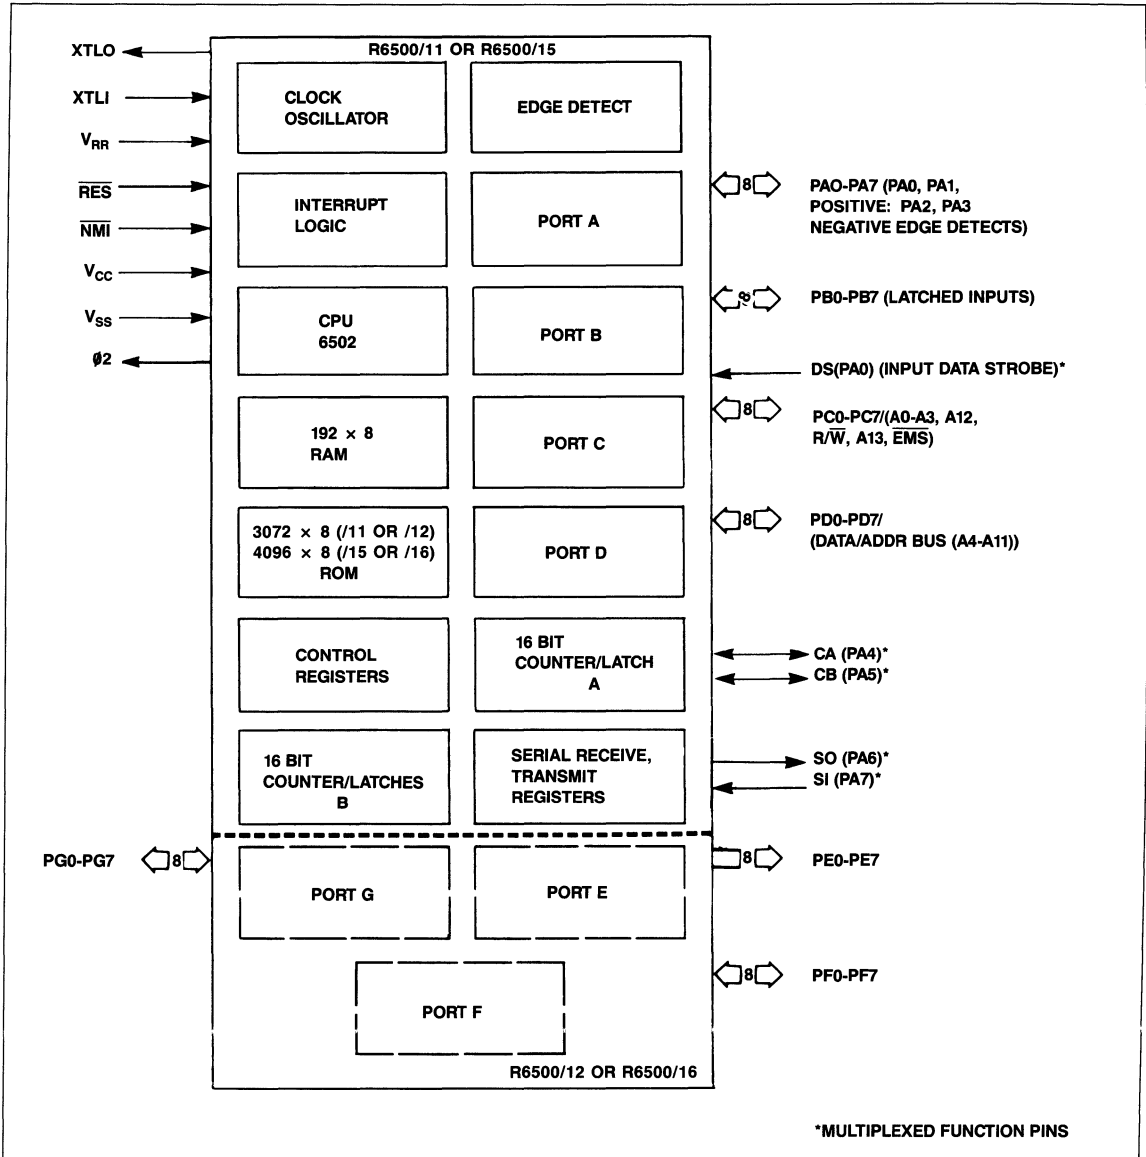 R6500/11 OR R6500/15
XTLO
XTLI
V_RR
R̅E̅S̅
N̅M̅I̅
V_CC
V_SS
Ø2
CLOCK
OSCILLATOR
EDGE DETECT
INTERRUPT
LOGIC
PORT A
CPU
6502
PORT B
192 × 8
RAM
PORT C
3072 × 8 (/11 OR /12)
4096 × 8 (/15 OR /16)
ROM
PORT D
CONTROL
REGISTERS
16 BIT
COUNTER/LATCH
A
16 BIT
COUNTER/LATCHES
B
SERIAL RECEIVE,
TRANSMIT
REGISTERS
8
PAO-PA7 (PA0, PA1,
POSITIVE: PA2, PA3
NEGATIVE EDGE DETECTS)
8
PB0-PB7 (LATCHED INPUTS)
DS(PA0) (INPUT DATA STROBE)*
8
PC0-PC7/(A0-A3, A12,
R/W̅, A13, E̅M̅S̅)
8
PD0-PD7/
(DATA/ADDR BUS (A4-A11))
CA (PA4)*
CB (PA5)*
SO (PA6)*
SI (PA7)*
PG0-PG7
8
PORT G
PORT E
8
PE0-PE7
PORT F
8
PF0-PF7
R6500/12 OR R6500/16
*MULTIPLEXED FUNCTION PINS